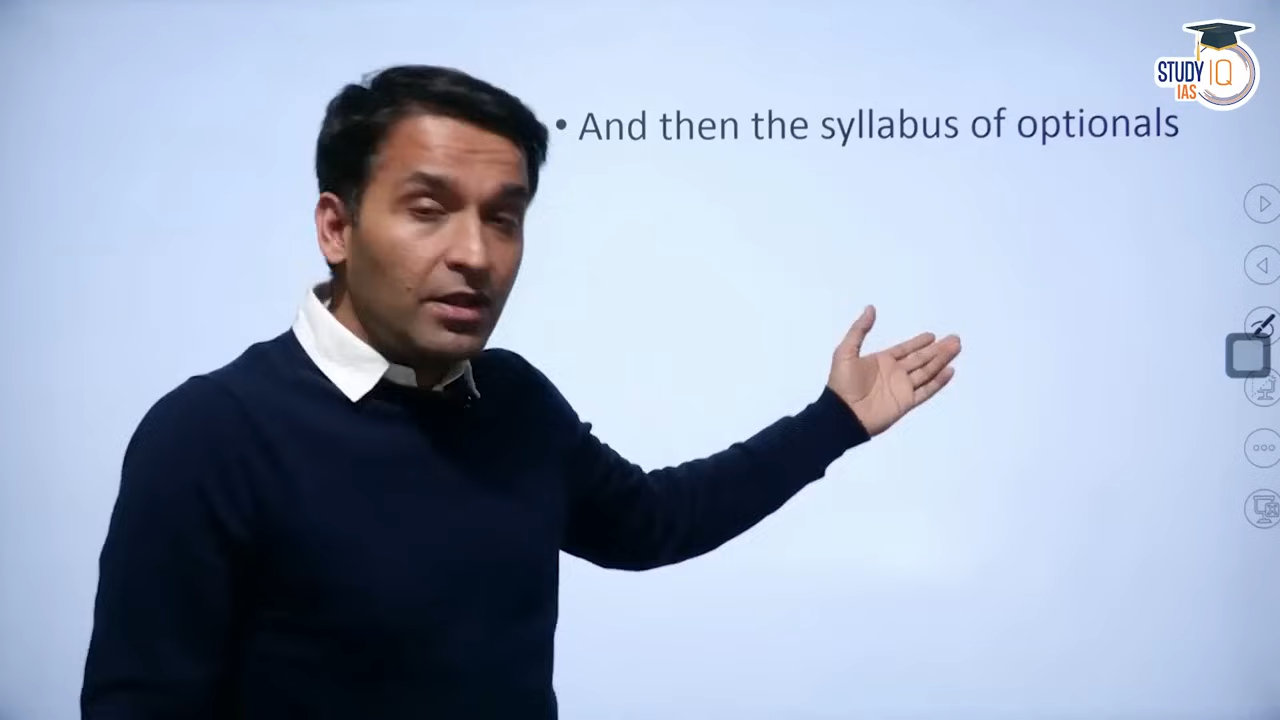 STUDY IQ
IAS
• And then the syllabus of optionals